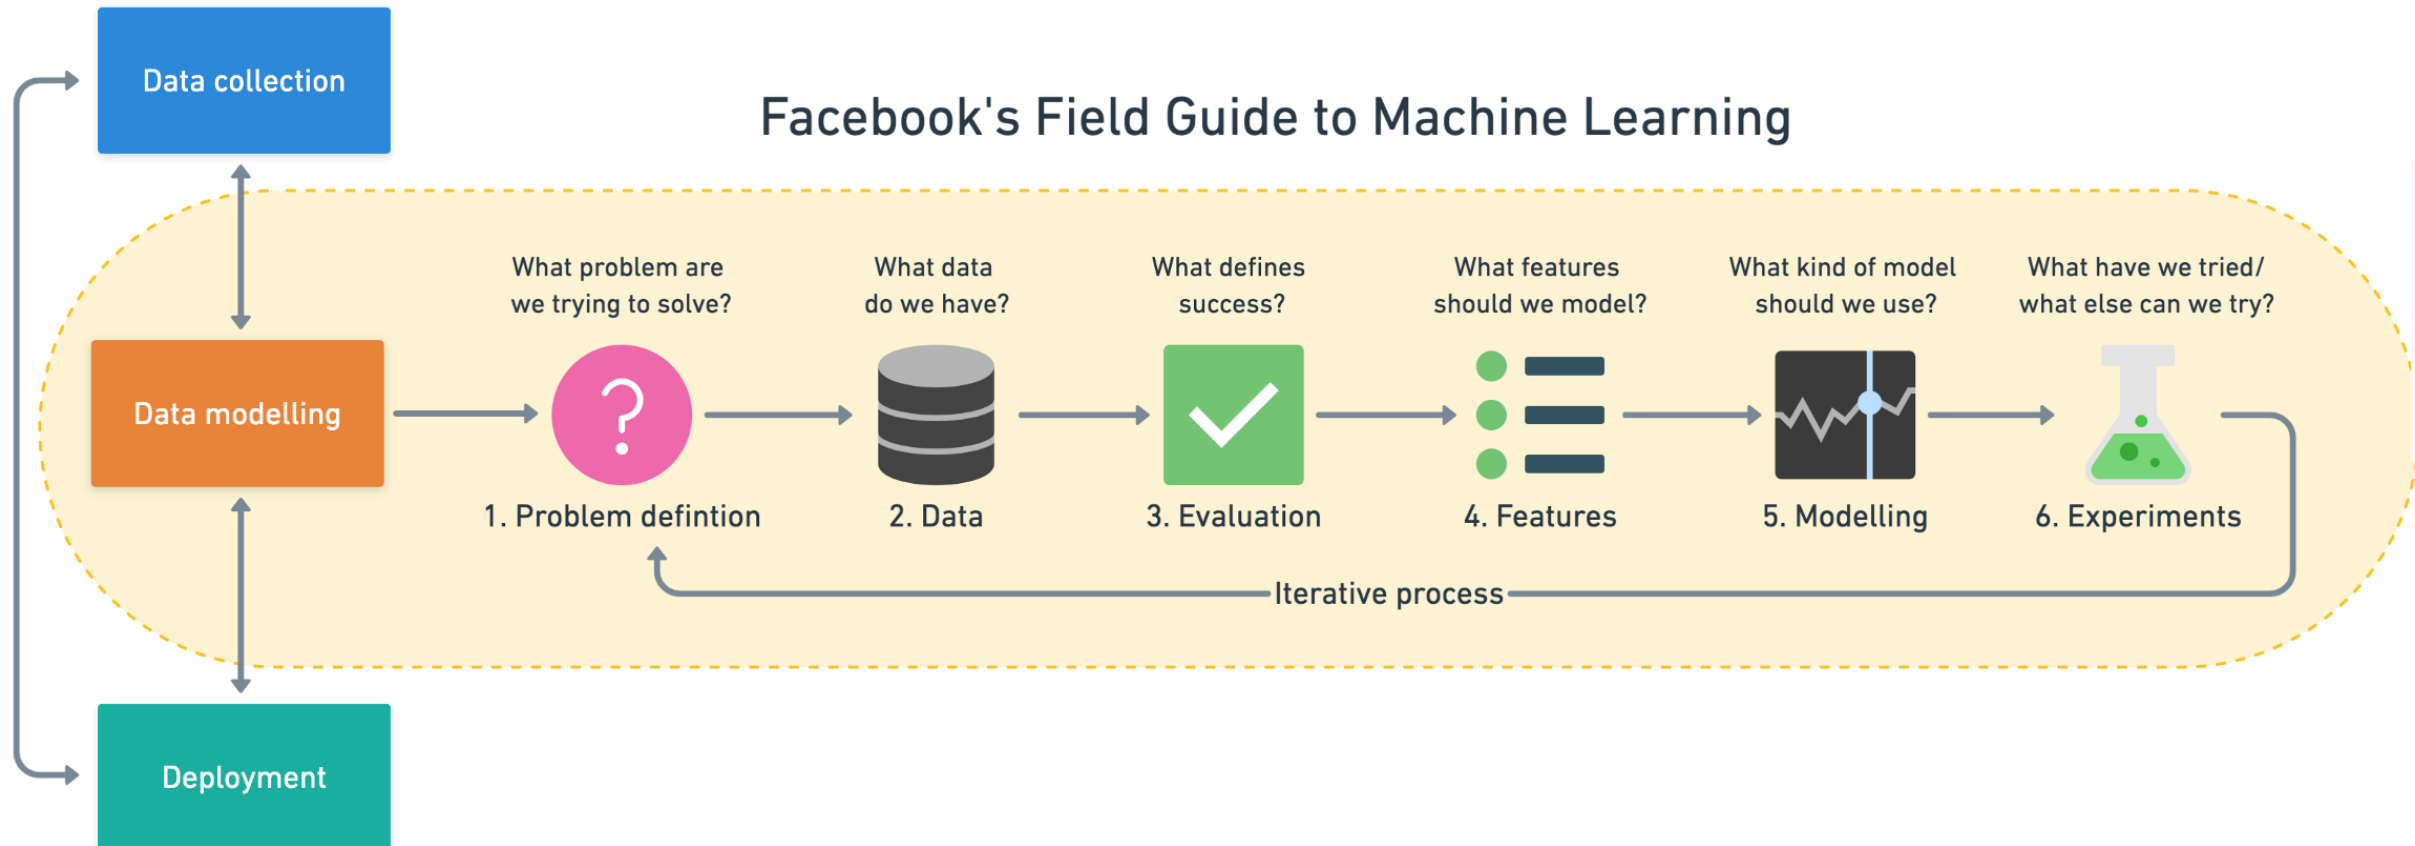 Data collection
Facebook's Field Guide to Machine Learning
What problem are
we trying to solve?
What data
do we have?
What defines
success?
What features
should we model?
What kind of model
should we use?
What have we tried/
what else can we try?
Data modelling
1. Problem defintion
2. Data
3. Evaluation
4. Features
5. Modelling
6. Experiments
Iterative process
Deployment